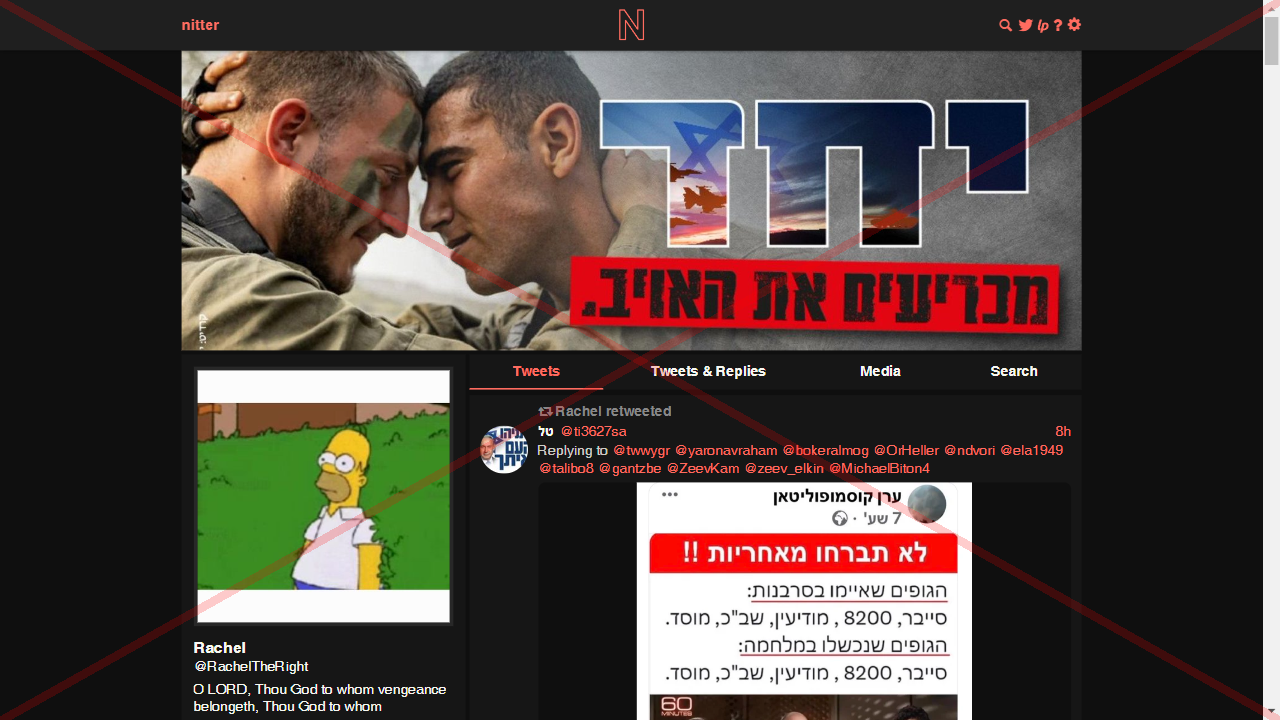 nitter
N
lp ?
יחד
מכריעים את האויב.
Tweets
Tweets & Replies
Media
Search
Rachel retweeted
טל @ti3627sa 8h
Replying to @twwygr @yaronavraham @bokeralmog @OrHeller @ndvori @ela1949
@talibo8 @gantzbe @ZeevKam @zeev_elkin @MichaelBiton4
ערן קוסמופוליטאן
7 שע' ·
לא תברחו מאחריות !!
הגופים שאיימו בסרבנות:
סייבר, 8200 , מודיעין, שב"כ, מוסד.
הגופים שנכשלו במלחמה:
סייבר, 8200 , מודיעין, שב"כ, מוסד.
60
MINUTES
Rachel
@RachelTheRight
O LORD, Thou God to whom vengeance
belongeth, Thou God to whom